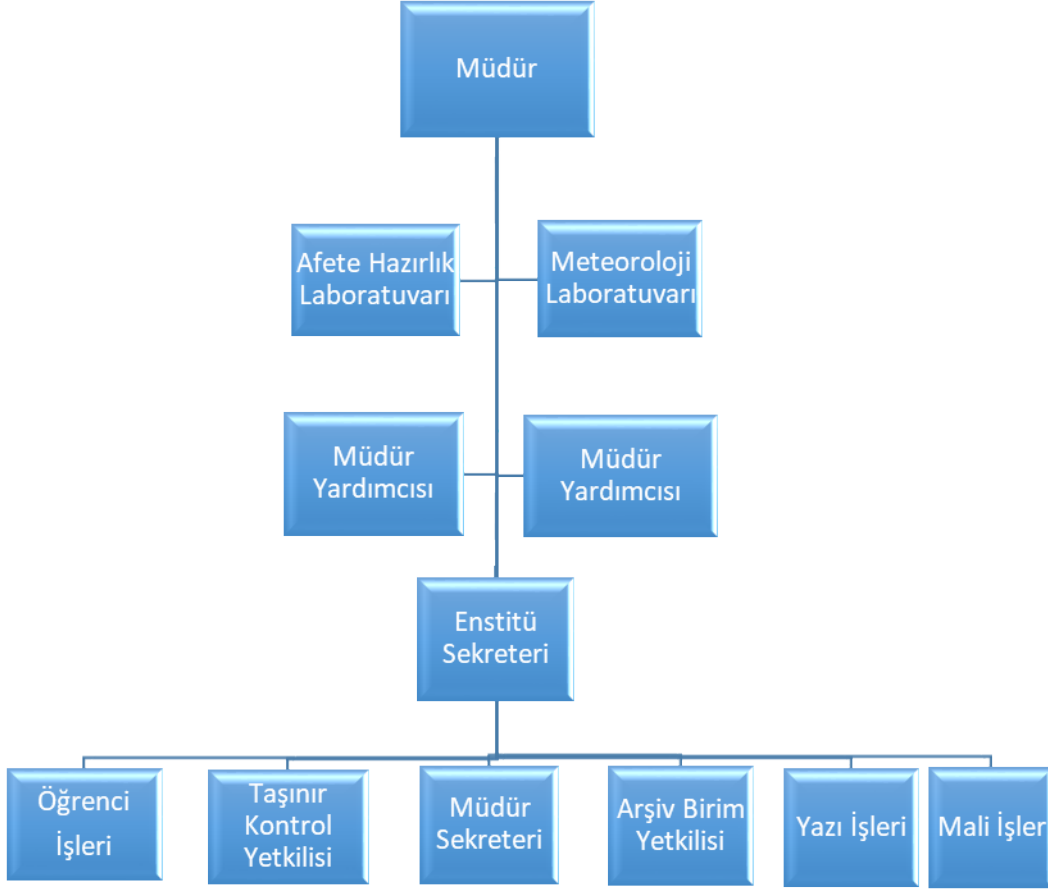 Müdür
Afete Hazırlık
Laboratuvarı
Meteoroloji
Laboratuvarı
Müdür
Yardımcısı
Müdür
Yardımcısı
Enstitü
Sekreteri
Öğrenci
İşleri
Taşınır
Kontrol
Yetkilisi
Müdür
Sekreteri
Arşiv Birim
Yetkilisi
Yazı İşleri
Mali İşler